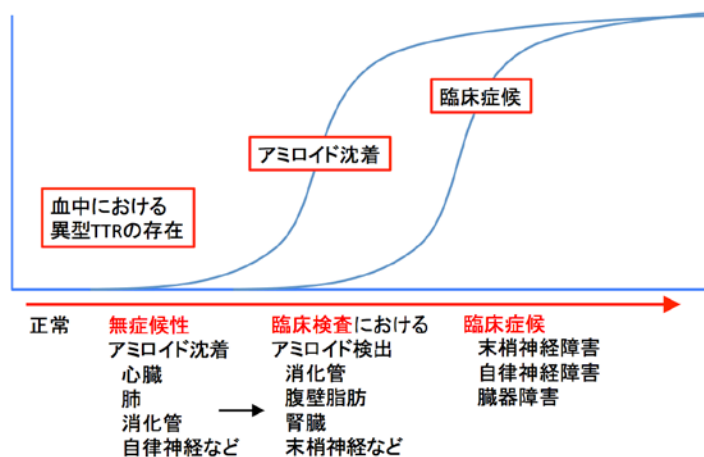 臨床症候
アミロイド沈着
血中における
異型TTRの存在
正常
無症候性
アミロイド沈着
心臓
肺
消化管
自律神経など
臨床検査における
アミロイド検出
消化管
腹壁脂肪
腎臓
末梢神経など
臨床症候
末梢神経障害
自律神経障害
臓器障害